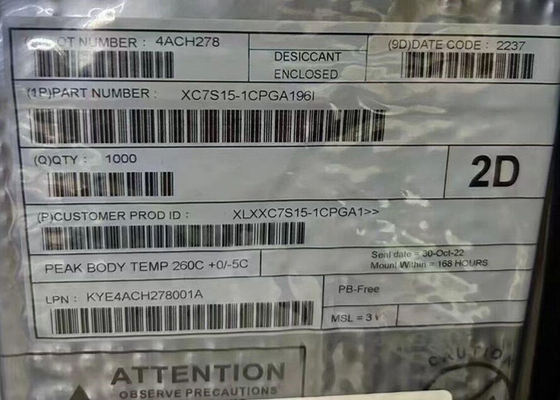 OT NUMBER : 4ACH278
DESICCANT
ENCLOSED
(9D)DATE CODE : 2237
(1P)PART NUMBER : XC7S15-1CPGA196I
(Q)QTY : 1000
2D
(P)CUSTOMER PROD ID : XLXXC7S15-1CPGA1>>
PEAK BODY TEMP 260C +0/-5C
Seal date = 30-Oct-22
Mount Within = 168 HOURS
LPN : KYE4ACH278001A
PB-Free
MSL = 3
ATTENTION
OBSERVE PRECAUTIONS
CAUTION